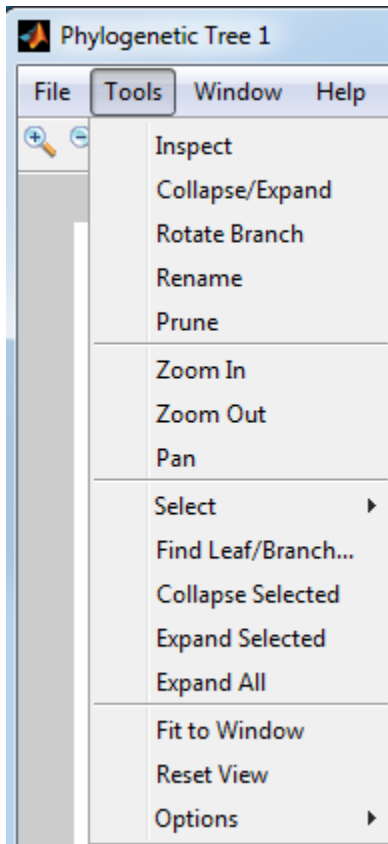 Phylogenetic Tree 1
File Tools Window Help
Inspect
Collapse/Expand
Rotate Branch
Rename
Prune
Zoom In
Zoom Out
Pan
Select
Find Leaf/Branch...
Collapse Selected
Expand Selected
Expand All
Fit to Window
Reset View
Options